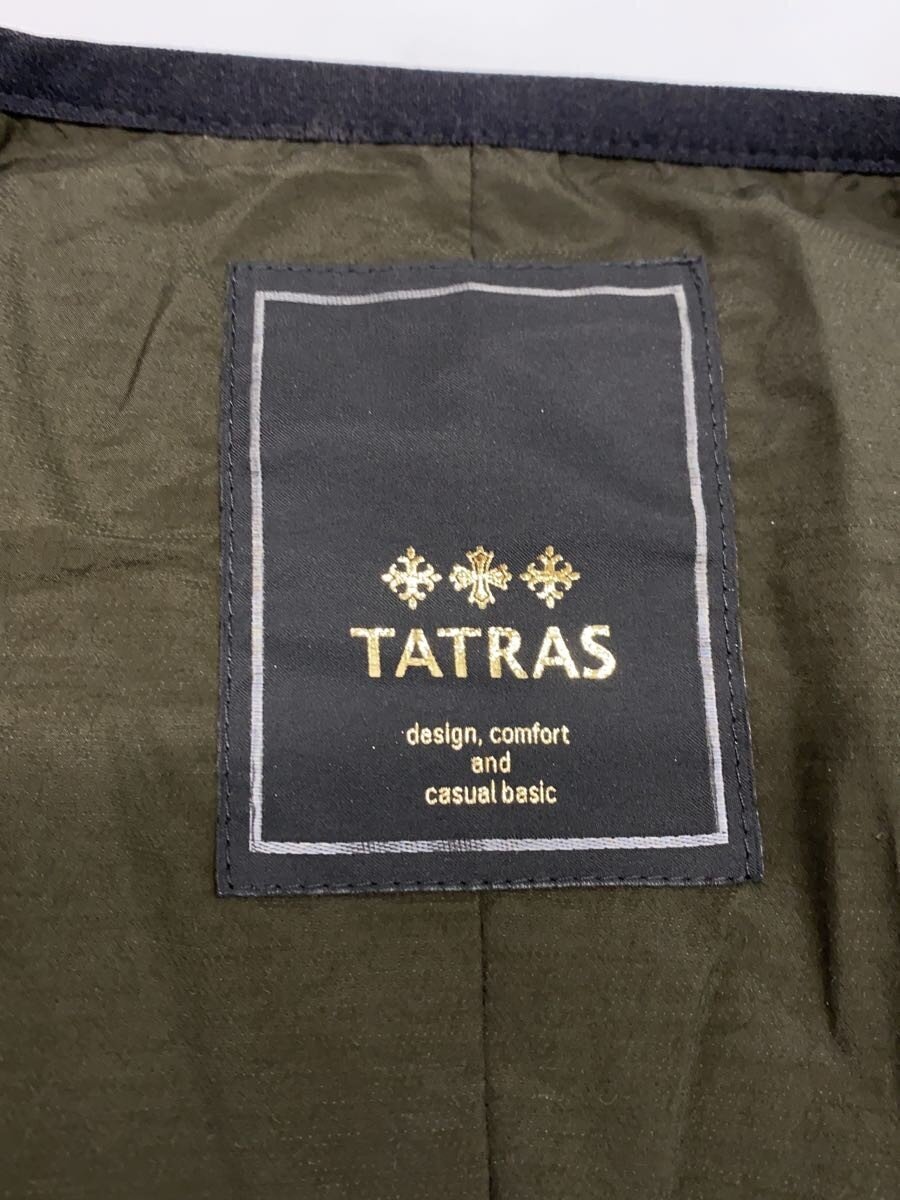 TATRAS
design, comfort
and
casual basic